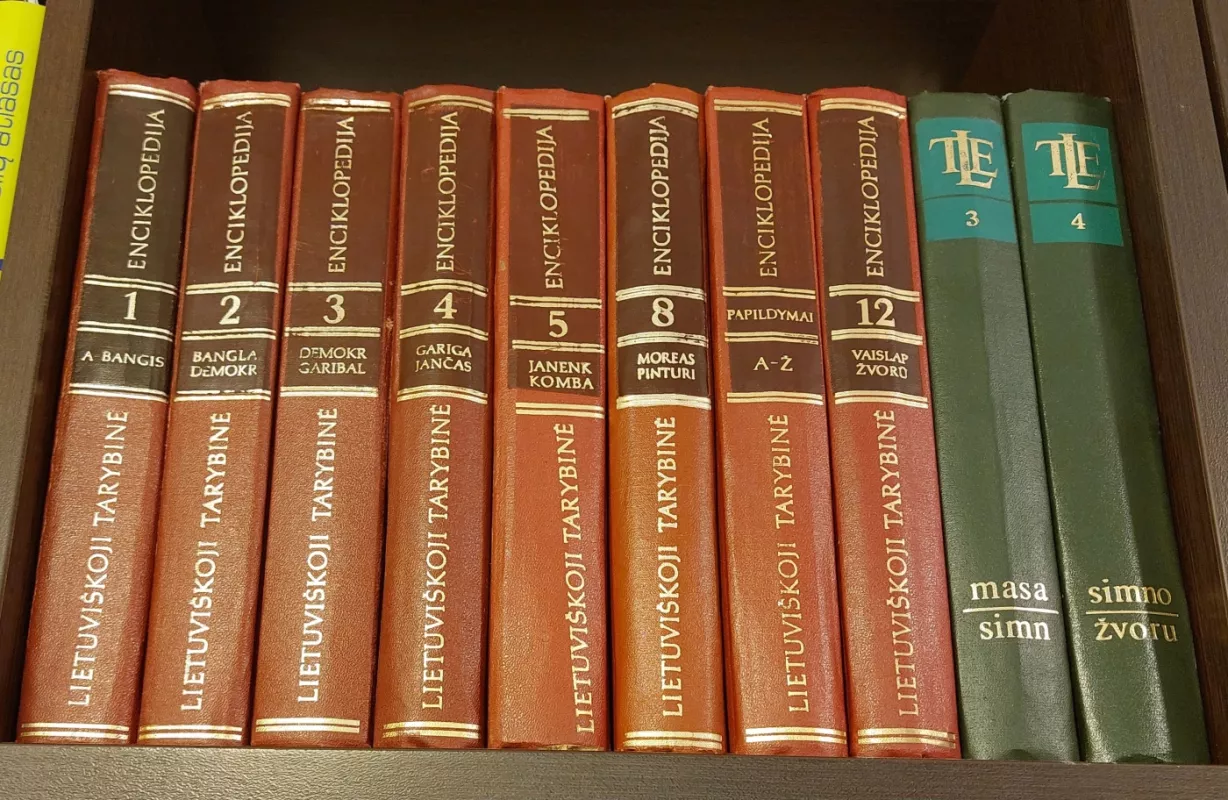 LIETUVIŠKOJI TARYBINĖ ENCIKLOPEDIJA
1
A-BANGIS
LIETUVIŠKOJI TARYBINĖ ENCIKLOPEDIJA
2
BANGLA
DEMOKR
LIETUVIŠKOJI TARYBINĖ ENCIKLOPEDIJA
3
DEMOKR
GARIBAL
LIETUVIŠKOJI TARYBINĖ ENCIKLOPEDIJA
4
GARIGA
JANČAS
LIETUVIŠKOJI TARYBINĖ ENCIKLOPEDIJA
5
JANENK
KOMBA
LIETUVIŠKOJI TARYBINĖ ENCIKLOPEDIJA
8
MOREAS
PINTURI
LIETUVIŠKOJI TARYBINĖ ENCIKLOPEDIJA
PAPILDYMAI
A-Ž
LIETUVIŠKOJI TARYBINĖ ENCIKLOPEDIJA
12
VAISLAP
ŽVORŪ
TLE
3
masa
simn
TLE
4
simno
žvoru